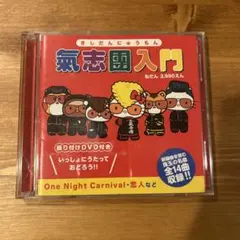 きしだんにゅうもん
氣志團入門
ねだん 2,890えん
振り付けDVD付き
いっしょにうたって
おどろう!!
全14曲
収録!!
One Night Carnival・恋人など